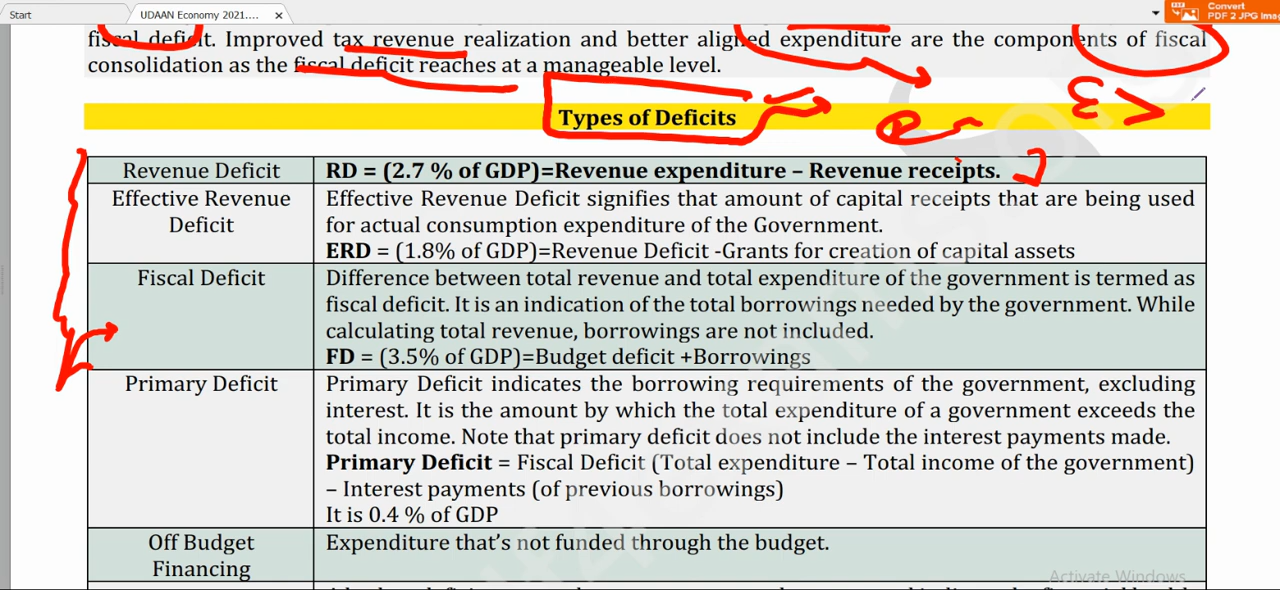 Start
UDAAN Economy 2021....
×
Convert
PDF 2 JPG Imag
fiscal deficit. Improved tax revenue realization and better aligned expenditure are the components of fiscal
consolidation as the fiscal deficit reaches at a manageable level.
Types of Deficits
Revenue Deficit
RD = (2.7 % of GDP)=Revenue expenditure – Revenue receipts.
Effective Revenue
Deficit
Effective Revenue Deficit signifies that amount of capital receipts that are being used
for actual consumption expenditure of the Government.
ERD = (1.8% of GDP)=Revenue Deficit -Grants for creation of capital assets
Fiscal Deficit
Difference between total revenue and total expenditure of the government is termed as
fiscal deficit. It is an indication of the total borrowings needed by the government. While
calculating total revenue, borrowings are not included.
FD = (3.5% of GDP)=Budget deficit +Borrowings
Primary Deficit
Primary Deficit indicates the borrowing requirements of the government, excluding
interest. It is the amount by which the total expenditure of a government exceeds the
total income. Note that primary deficit does not include the interest payments made.
Primary Deficit = Fiscal Deficit (Total expenditure – Total income of the government)
– Interest payments (of previous borrowings)
It is 0.4 % of GDP
Off Budget
Financing
Expenditure that's not funded through the budget.
Activate Windows